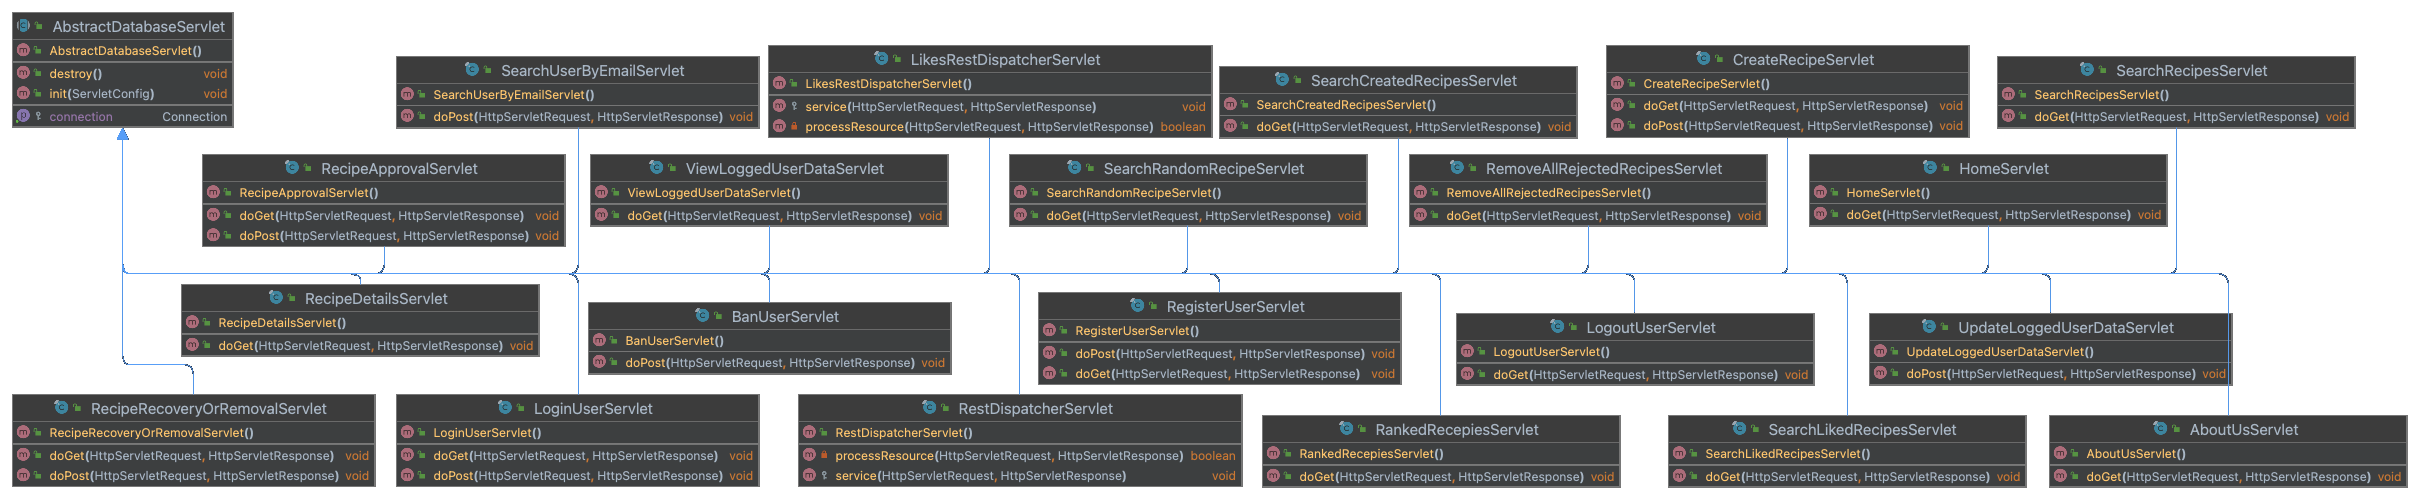 AbstractDatabaseServlet
AbstractDatabaseServlet()
destroy() void
init(ServletConfig) void
connection Connection
SearchUserByEmailServlet
SearchUserByEmailServlet()
doPost(HttpServletRequest, HttpServletResponse) void
LikesRestDispatcherServlet
LikesRestDispatcherServlet()
service(HttpServletRequest, HttpServletResponse) void
processResource(HttpServletRequest, HttpServletResponse) boolean
SearchCreatedRecipesServlet
SearchCreatedRecipesServlet()
doGet(HttpServletRequest, HttpServletResponse) void
CreateRecipeServlet
CreateRecipeServlet()
doGet(HttpServletRequest, HttpServletResponse) void
doPost(HttpServletRequest, HttpServletResponse) void
SearchRecipesServlet
SearchRecipesServlet()
doGet(HttpServletRequest, HttpServletResponse) void
RecipeApprovalServlet
RecipeApprovalServlet()
doGet(HttpServletRequest, HttpServletResponse) void
doPost(HttpServletRequest, HttpServletResponse) void
ViewLoggedUserDataServlet
ViewLoggedUserDataServlet()
doGet(HttpServletRequest, HttpServletResponse) void
SearchRandomRecipeServlet
SearchRandomRecipeServlet()
doGet(HttpServletRequest, HttpServletResponse) void
RemoveAllRejectedRecipesServlet
RemoveAllRejectedRecipesServlet()
doGet(HttpServletRequest, HttpServletResponse) void
HomeServlet
HomeServlet()
doGet(HttpServletRequest, HttpServletResponse) void
RecipeDetailsServlet
RecipeDetailsServlet()
doGet(HttpServletRequest, HttpServletResponse) void
BanUserServlet
BanUserServlet()
doPost(HttpServletRequest, HttpServletResponse) void
RegisterUserServlet
RegisterUserServlet()
doPost(HttpServletRequest, HttpServletResponse) void
doGet(HttpServletRequest, HttpServletResponse) void
LogoutUserServlet
LogoutUserServlet()
doGet(HttpServletRequest, HttpServletResponse) void
UpdateLoggedUserDataServlet
UpdateLoggedUserDataServlet()
doPost(HttpServletRequest, HttpServletResponse) void
RecipeRecoveryOrRemovalServlet
RecipeRecoveryOrRemovalServlet()
doGet(HttpServletRequest, HttpServletResponse) void
doPost(HttpServletRequest, HttpServletResponse) void
LoginUserServlet
LoginUserServlet()
doGet(HttpServletRequest, HttpServletResponse) void
doPost(HttpServletRequest, HttpServletResponse) void
RestDispatcherServlet
RestDispatcherServlet()
processResource(HttpServletRequest, HttpServletResponse) boolean
service(HttpServletRequest, HttpServletResponse) void
RankedRecepiesServlet
RankedRecepiesServlet()
doGet(HttpServletRequest, HttpServletResponse) void
SearchLikedRecipesServlet
SearchLikedRecipesServlet()
doGet(HttpServletRequest, HttpServletResponse) void
AboutUsServlet
AboutUsServlet()
doGet(HttpServletRequest, HttpServletResponse) void